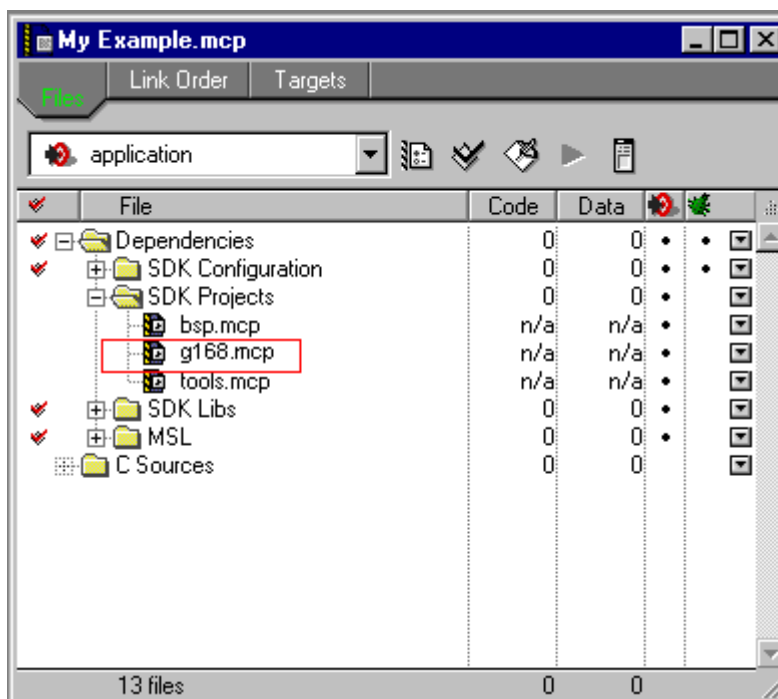 My Example.mcp
Files Link Order Targets
application
File Code Data
Dependencies 0 0
SDK Configuration 0 0
SDK Projects 0 0
bsp.mcp n/a n/a
g168.mcp n/a n/a
tools.mcp n/a n/a
SDK Libs 0 0
MSL 0 0
C Sources 0 0
13 files 0 0